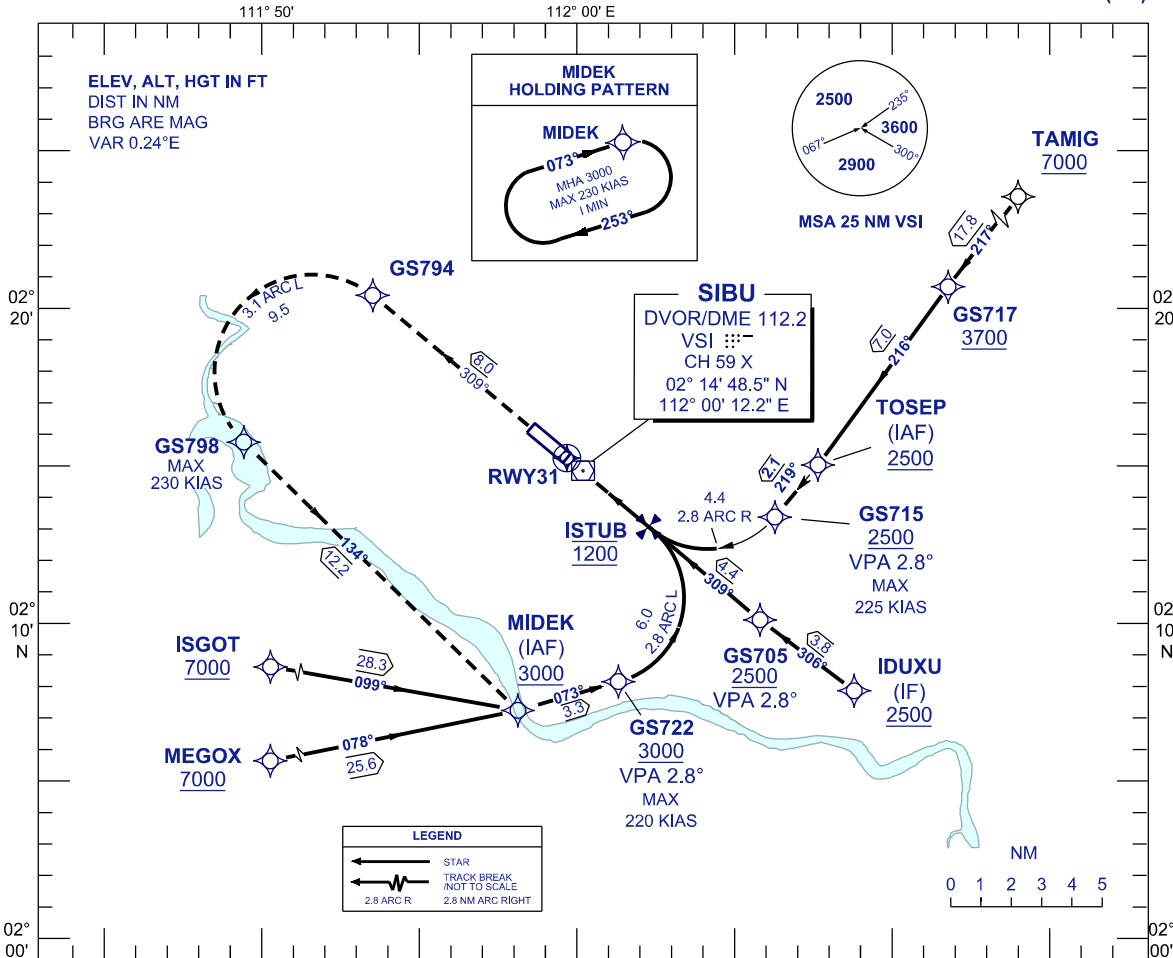 111° 50'
112° 00' E
ELEV, ALT, HGT IN FT
DIST IN NM
BRG ARE MAG
VAR 0.24°E
MIDEK
HOLDING PATTERN
MIDEK
073°
MHA 3000
MAX 230 KIAS
I MIN
253°
2500
235°
3600
067°
300°
2900
MSA 25 NM VSI
TAMIG
7000
17.8
217°
GS794
3.1 ARC L
9.5
02°
20'
02°
20'
SIBU
DVOR/DME 112.2
VSI
CH 59 X
02° 14' 48.5" N
112° 00' 12.2" E
GS717
3700
7.0
216°
8.0
309°
TOSEP
(IAF)
2500
GS798
MAX
230 KIAS
RWY31
2.1
219°
4.4
2.8 ARC R
GS715
2500
VPA 2.8°
MAX
225 KIAS
ISTUB
1200
134°
12.2
4.4
309°
02°
10'
N
02°
10'
N
MIDEK
(IAF)
3000
6.0
2.8 ARC L
ISGOT
7000
28.3
099°
GS705
2500
VPA 2.8°
3.8
306°
IDUXU
(IF)
2500
073°
3.3
MEGOX
7000
078°
25.6
GS722
3000
VPA 2.8°
MAX
220 KIAS
LEGEND
STAR
TRACK BREAK
/NOT TO SCALE
2.8 ARC R
2.8 NM ARC RIGHT
NM
0 1 2 3 4 5
02°
00'
02°
00'